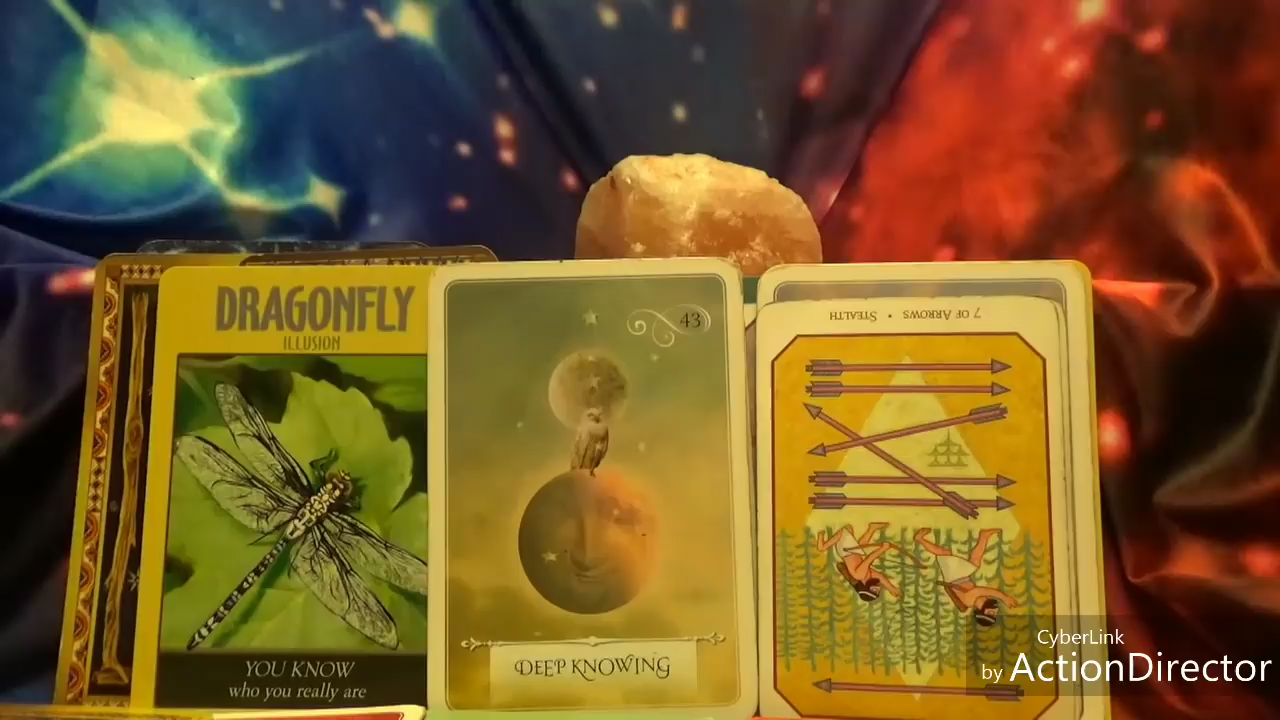 DRAGONFLY
ILLUSION
YOU KNOW
who you really are
43
DEEP KNOWING
7 OF ARROWS • STEALTH
CyberLink
by ActionDirector